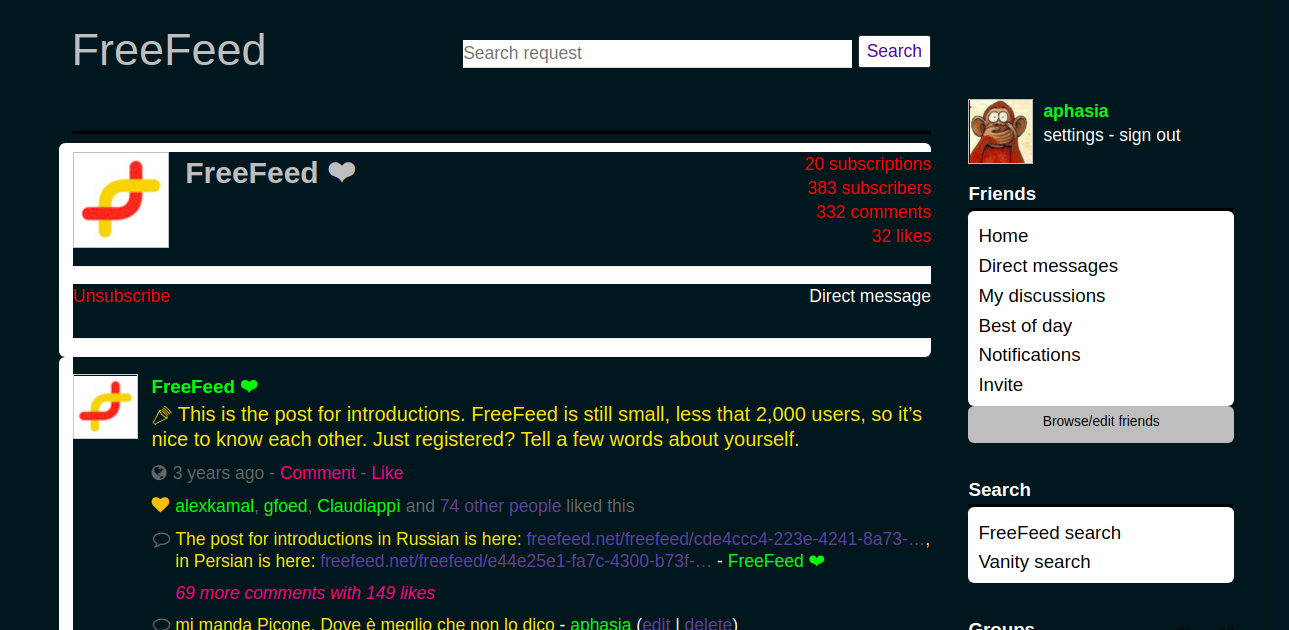 FreeFeed
Search request
Search
aphasia
settings - sign out
FreeFeed ❤
20 subscriptions
383 subscribers
332 comments
32 likes
Unsubscribe
Direct message
FreeFeed ❤
This is the post for introductions. FreeFeed is still small, less that 2,000 users, so it’s
nice to know each other. Just registered? Tell a few words about yourself.
3 years ago - Comment - Like
alexkamal, gfoed, Claudiappì and 74 other people liked this
The post for introductions in Russian is here: freefeed.net/freefeed/cde4ccc4-223e-4241-8a73-…,
in Persian is here: freefeed.net/freefeed/e44e25e1-fa7c-4300-b73f-… - FreeFeed ❤
69 more comments with 149 likes
mi manda Picone. Dove è meglio che non lo dico - aphasia (edit | delete)
Friends
Home
Direct messages
My discussions
Best of day
Notifications
Invite
Browse/edit friends
Search
FreeFeed search
Vanity search
Groups